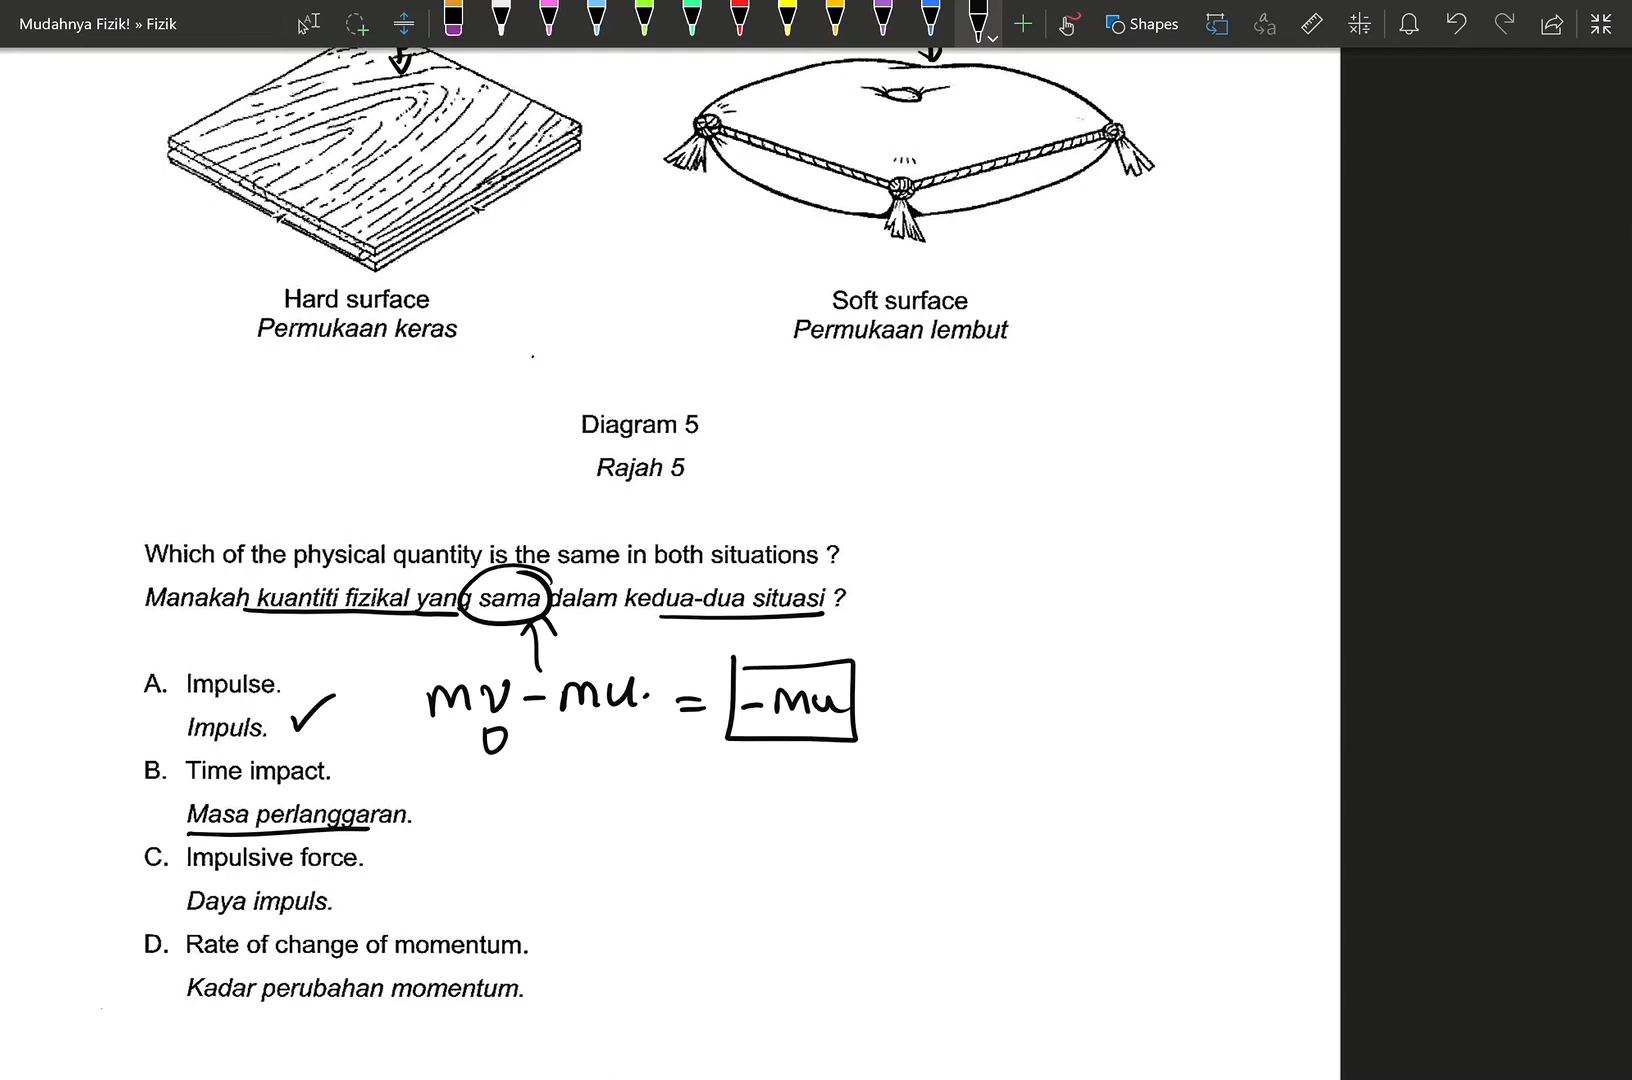 Mudahnya Fizik! » Fizik
Shapes
Hard surface
Permukaan keras
Soft surface
Permukaan lembut
Diagram 5
Rajah 5
Which of the physical quantity is the same in both situations ?
Manakah kuantiti fizikal yang sama dalam kedua-dua situasi ?
A. Impulse.
Impuls.
mv - mu. = -mu
0
B. Time impact.
Masa perlanggaran.
C. Impulsive force.
Daya impuls.
D. Rate of change of momentum.
Kadar perubahan momentum.